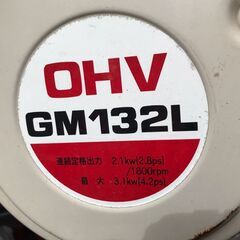 OHV
GM132L
連続定格出力 2.1kw(2.8ps)
/1800rpm
最 大 3.1kw(4.2ps)